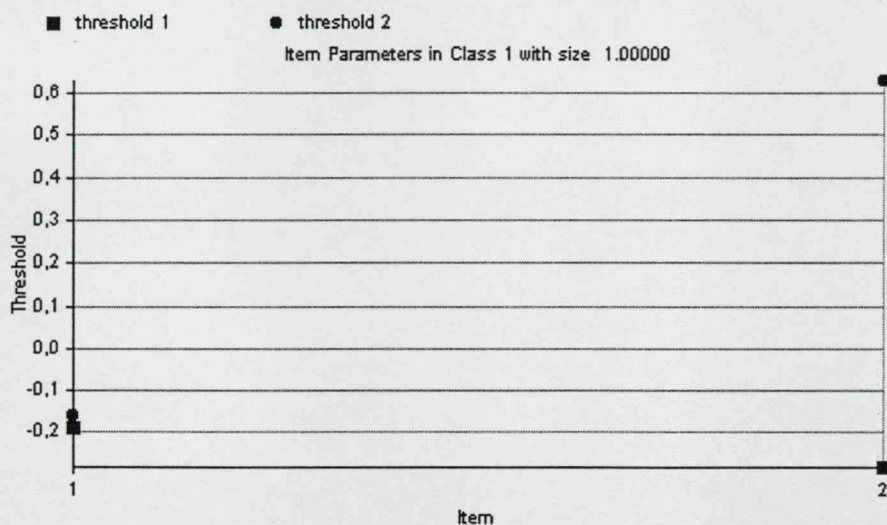 threshold 1 threshold 2
Item Parameters in Class 1 with size 1.00000
0,6
0,5
0,4
0,3
0,2
0,1
0,0
-0,1
-0,2
Threshold
1 2
Item